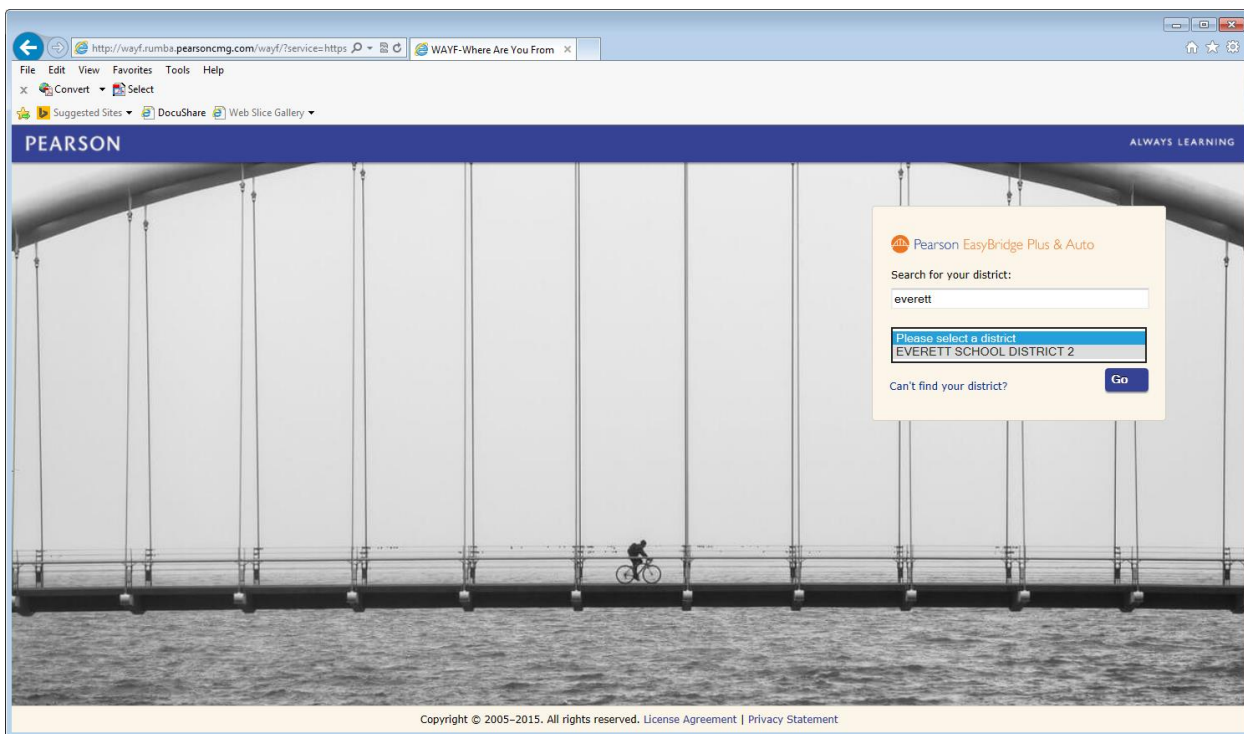 http://wayf.rumba.pearsoncmg.com/wayf/?service=https
WAYF-Where Are You From
File Edit View Favorites Tools Help
x Convert Select
Suggested Sites DocuShare Web Slice Gallery
PEARSON ALWAYS LEARNING
Pearson EasyBridge Plus & Auto
Search for your district:
everett
Please select a district
EVERETT SCHOOL DISTRICT 2
Go
Can't find your district?
Copyright © 2005–2015. All rights reserved. License Agreement | Privacy Statement